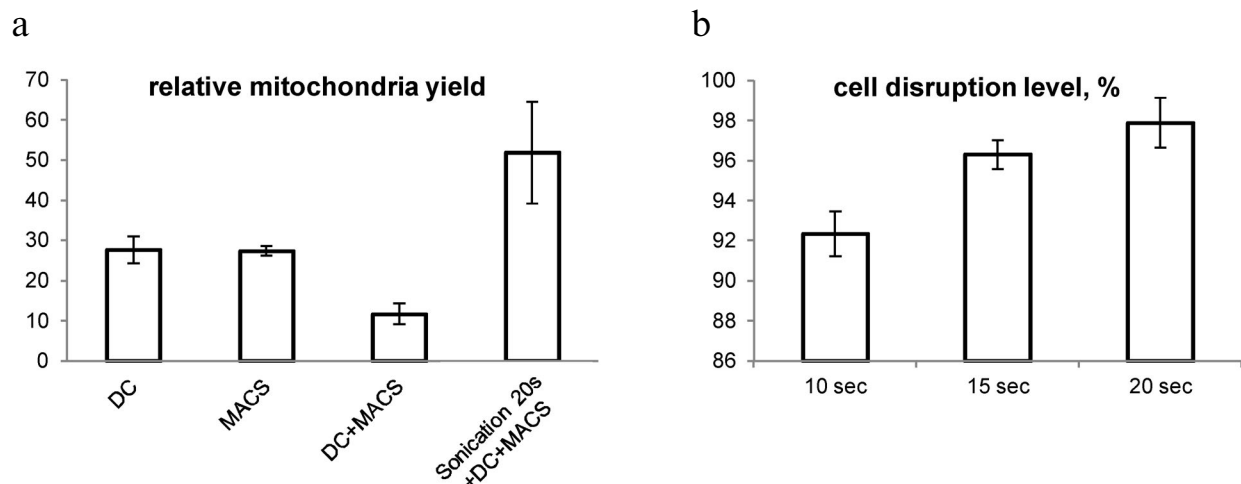 a
relative mitochondria yield
70
60
50
40
30
20
10
0
DC
MACS
DC+MACS
Sonication 20s
+DC+MACS
b
cell disruption level, %
100
98
96
94
92
90
88
86
10 sec
15 sec
20 sec